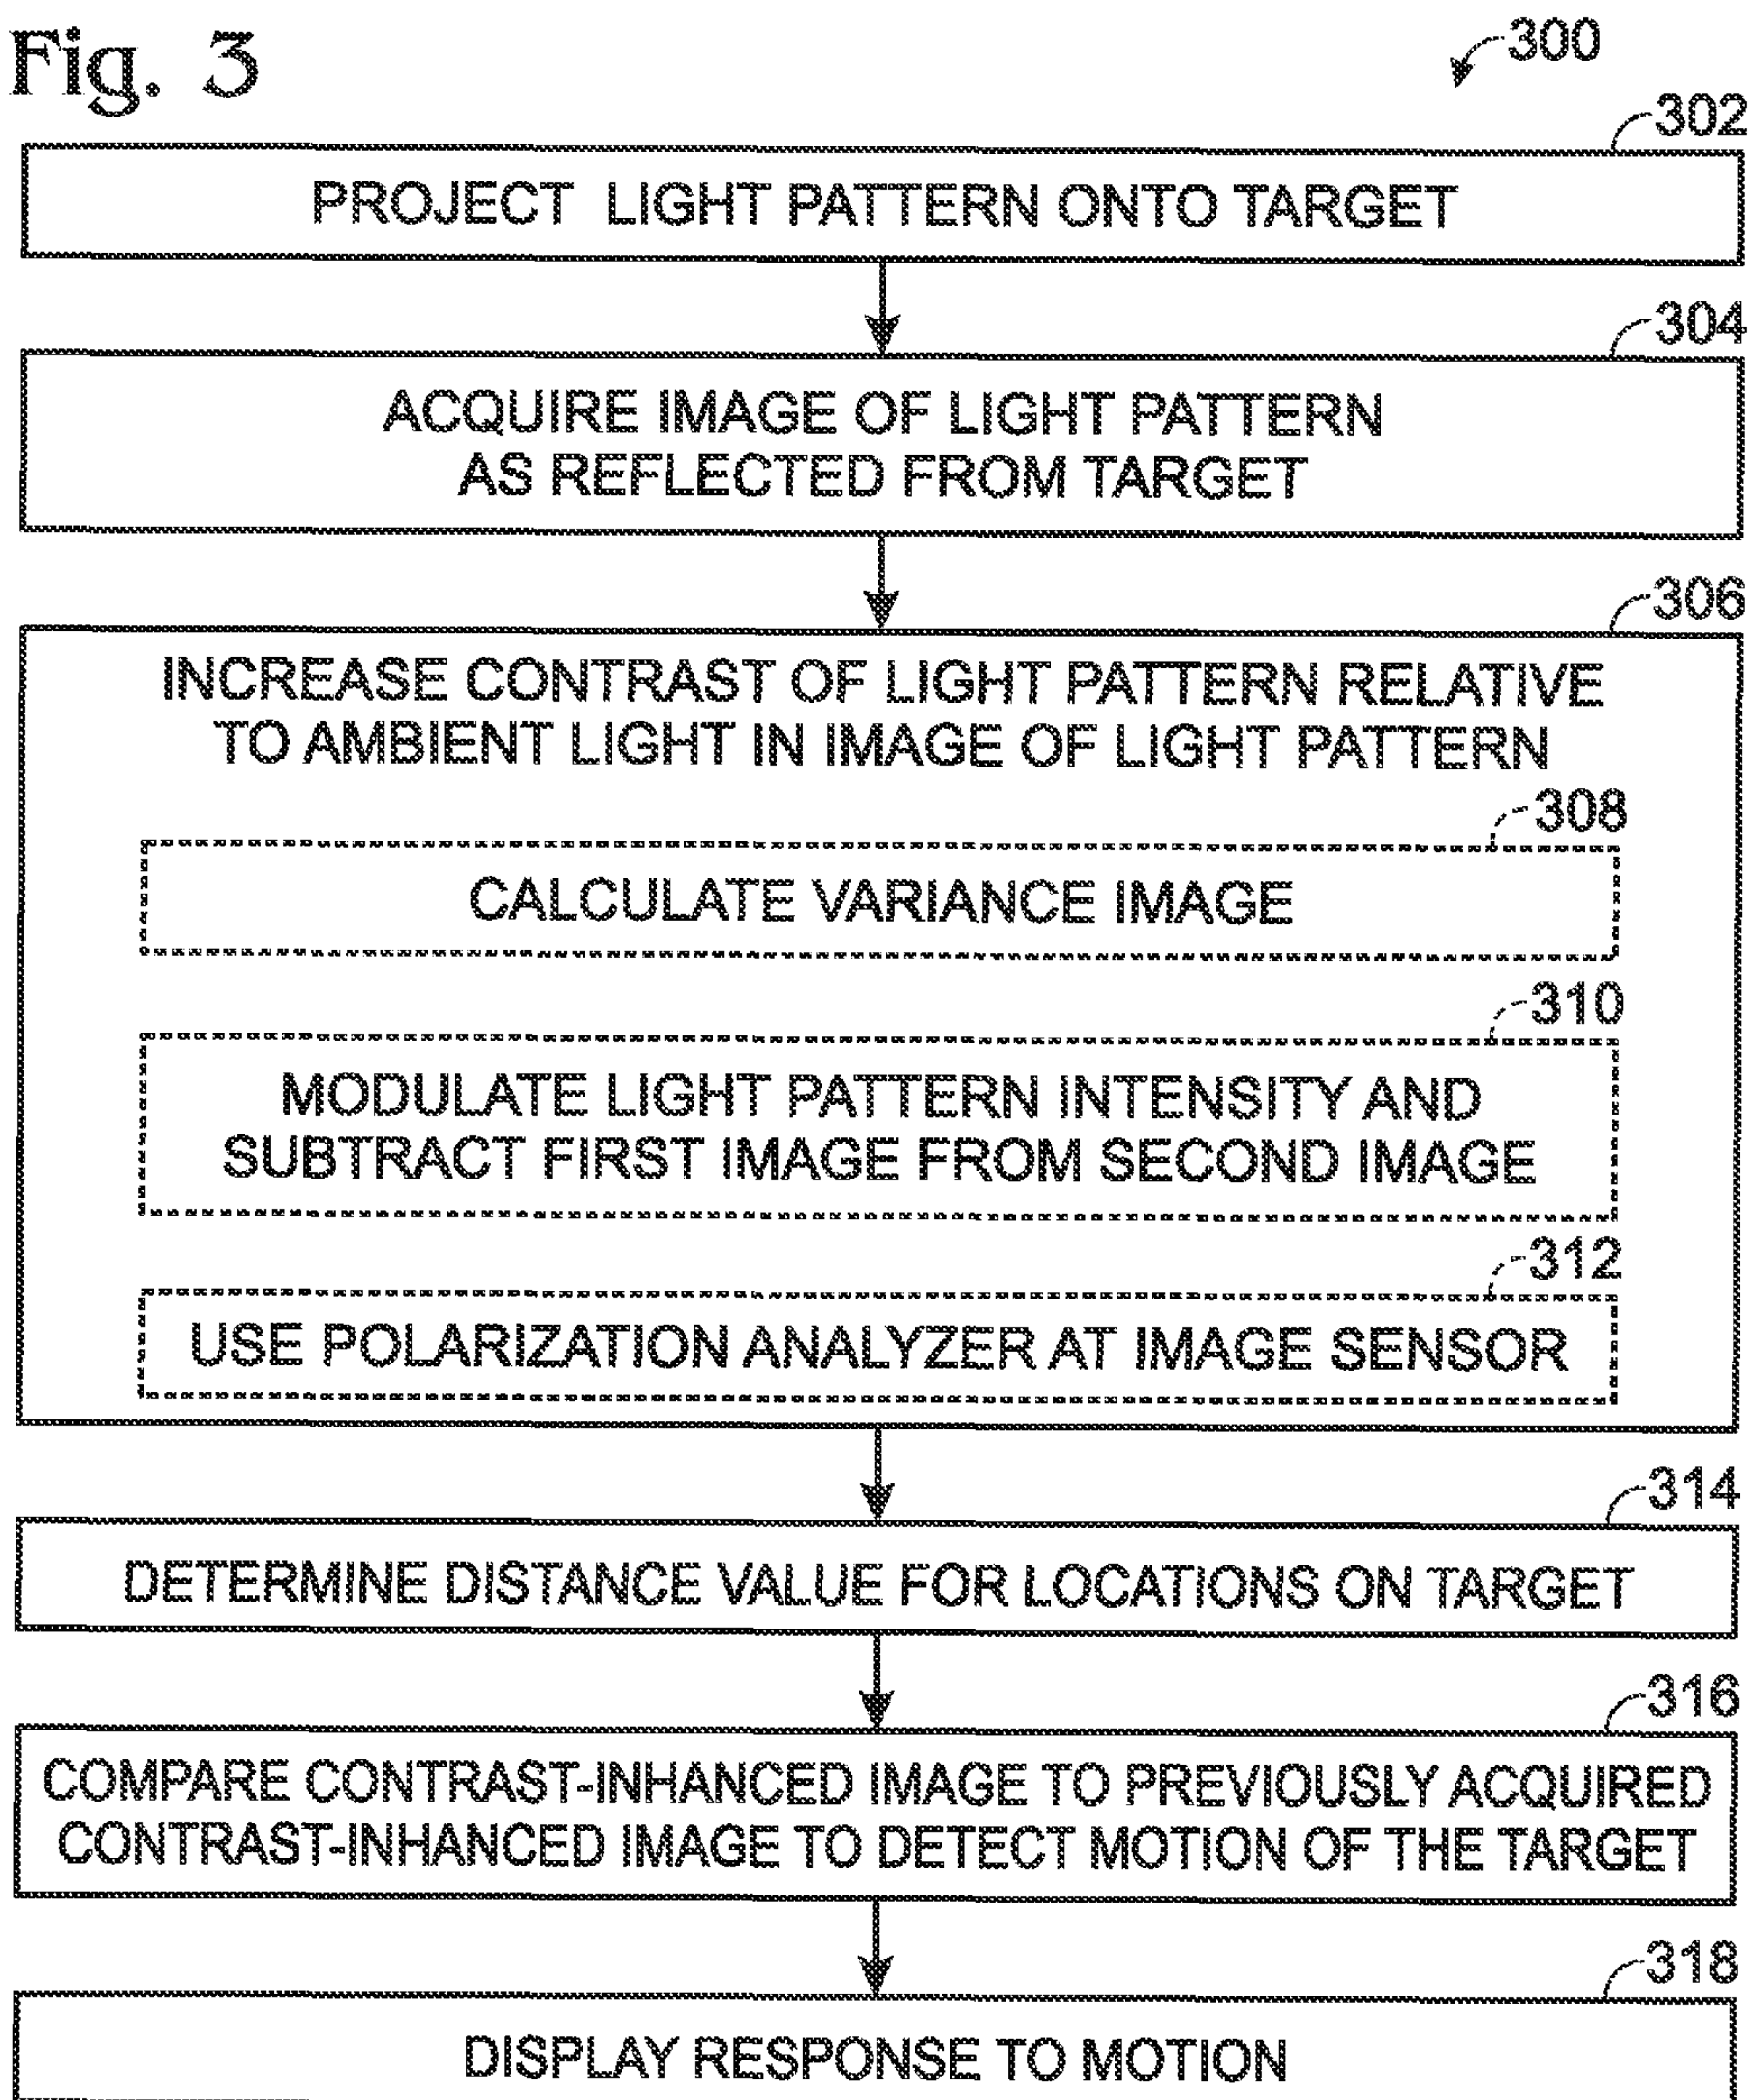 Fig. 3
300
302
PROJECT LIGHT PATTERN ONTO TARGET
304
ACQUIRE IMAGE OF LIGHT PATTERN
AS REFLECTED FROM TARGET
306
INCREASE CONTRAST OF LIGHT PATTERN RELATIVE
TO AMBIENT LIGHT IN IMAGE OF LIGHT PATTERN
308
CALCULATE VARIANCE IMAGE
310
MODULATE LIGHT PATTERN INTENSITY AND
SUBTRACT FIRST IMAGE FROM SECOND IMAGE
312
USE POLARIZATION ANALYZER AT IMAGE SENSOR
314
DETERMINE DISTANCE VALUE FOR LOCATIONS ON TARGET
316
COMPARE CONTRAST-INHANCED IMAGE TO PREVIOUSLY ACQUIRED
CONTRAST-INHANCED IMAGE TO DETECT MOTION OF THE TARGET
318
DISPLAY RESPONSE TO MOTION